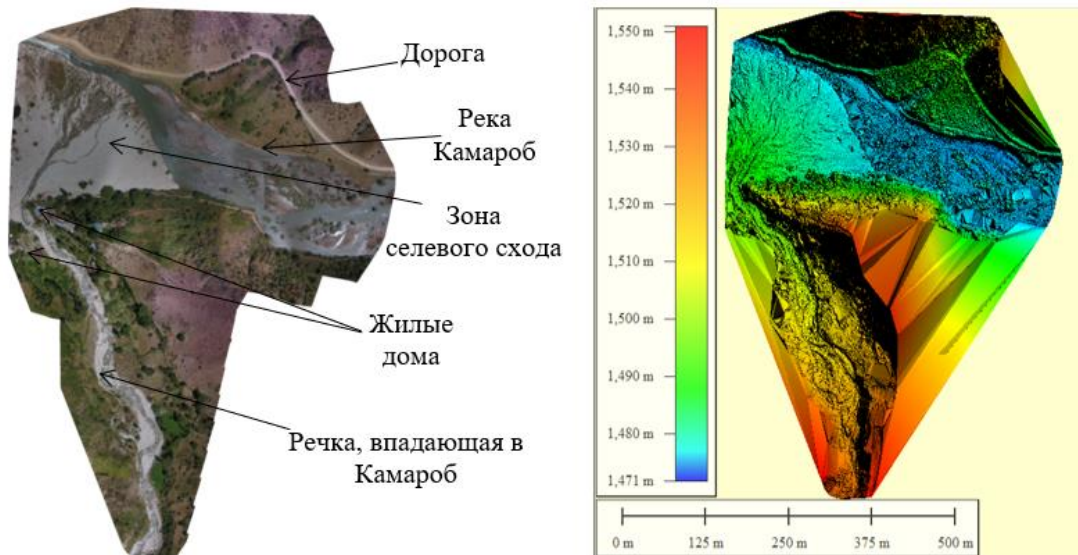 Дорога
Река
Камароб
Зона
селевого схода
Жилые
дома
Речка, впадающая в
Камароб
1,550 m
1,540 m
1,530 m
1,520 m
1,510 m
1,500 m
1,490 m
1,480 m
1,471 m
0 m 125 m 250 m 375 m 500 m